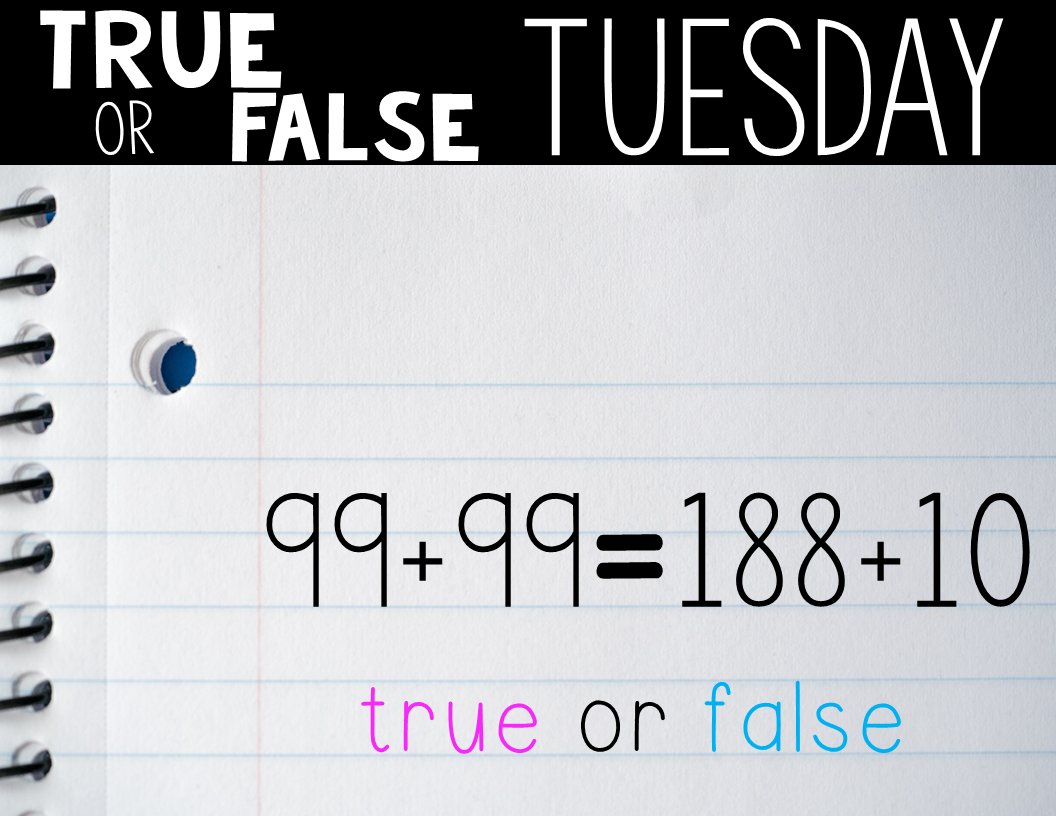 TRUE
OR FALSE TUESDAY
99+99=188+10
true or false